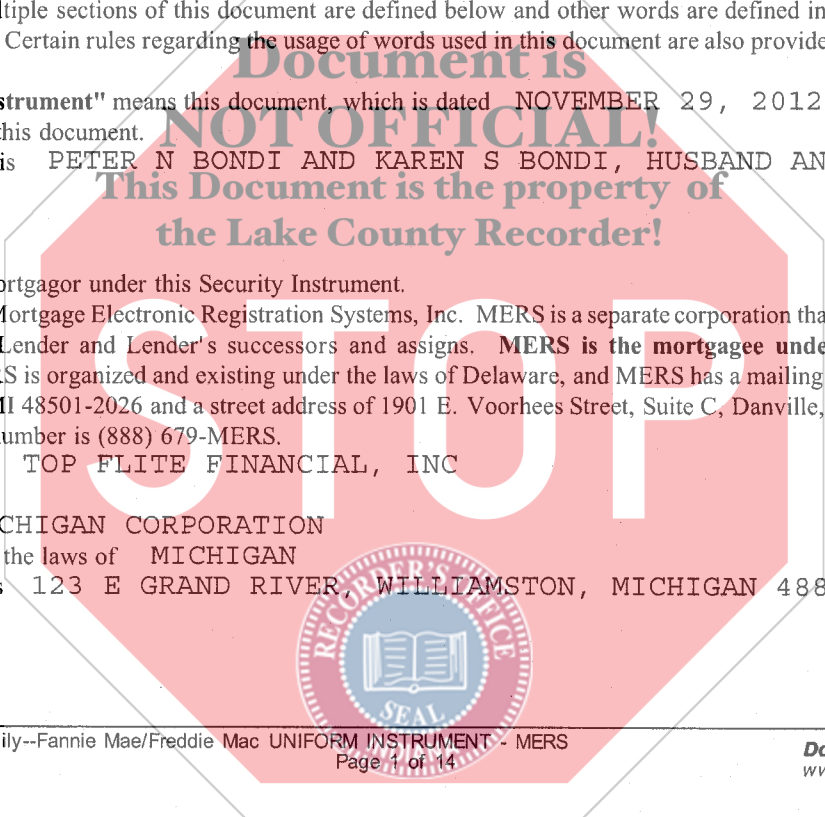 ltiple sections of this document are defined below and other words are defined in
Certain rules regarding the usage of words used in this document are also provide
Document is
strument" means this document, which is dated NOVEMBER 29, 2012
this document.
NOT OFFICIAL!
is PETER N BONDI AND KAREN S BONDI, HUSBAND AN
This Document is the property of
the Lake County Recorder!
ortgagor under this Security Instrument.
Mortgage Electronic Registration Systems, Inc. MERS is a separate corporation tha
Lender and Lender's successors and assigns. MERS is the mortgagee unde
RS is organized and existing under the laws of Delaware, and MERS has a mailing
MI 48501-2026 and a street address of 1901 E. Voorhees Street, Suite C, Danville,
umber is (888) 679-MERS.
STOP
TOP FLITE FINANCIAL, INC
CHIGAN CORPORATION
the laws of MICHIGAN
s 123 E GRAND RIVER, WILLIAMSTON, MICHIGAN 488
RECORDER'S OFFICE
SEAL
INDIANA
ily--Fannie Mae/Freddie Mac UNIFORM INSTRUMENT - MERS
Page 1 of 14
Do
ww